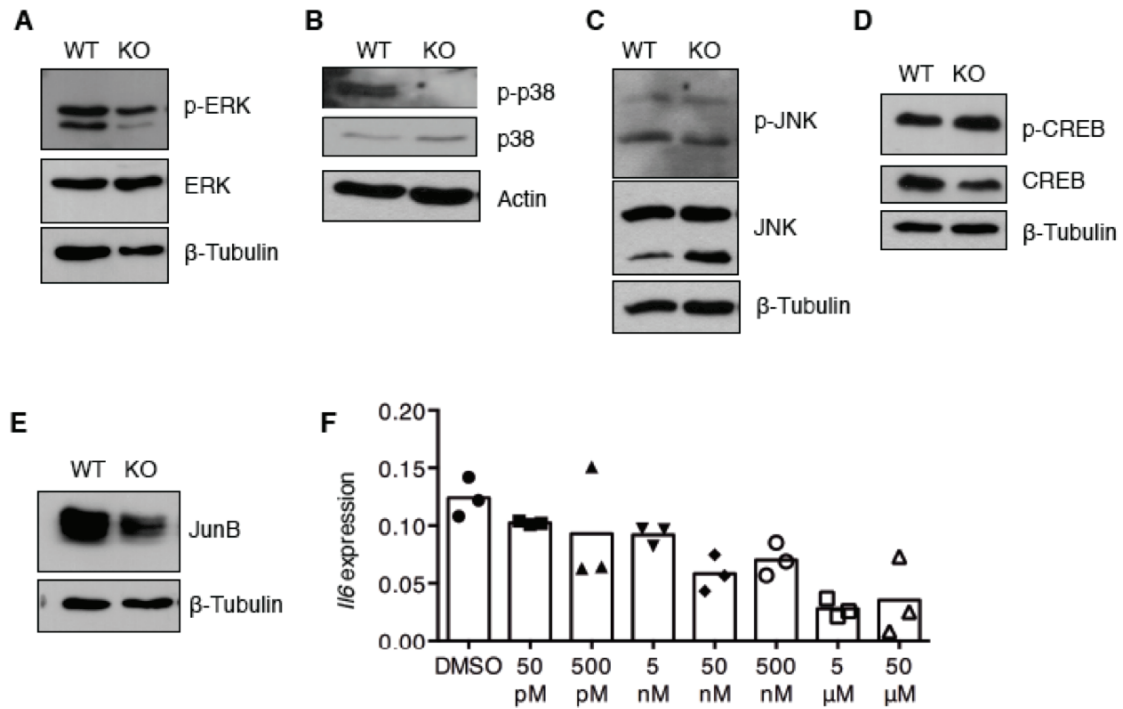 A
WT KO
p-ERK
ERK
β-Tubulin
B
WT KO
p-p38
p38
Actin
C
WT KO
p-JNK
JNK
β-Tubulin
D
WT KO
p-CREB
CREB
β-Tubulin
E
WT KO
JunB
β-Tubulin
F
Il6 expression
0.20
0.15
0.10
0.05
0.00
DMSO 50 500 5 50 500 5 50
pM pM nM nM nM µM µM